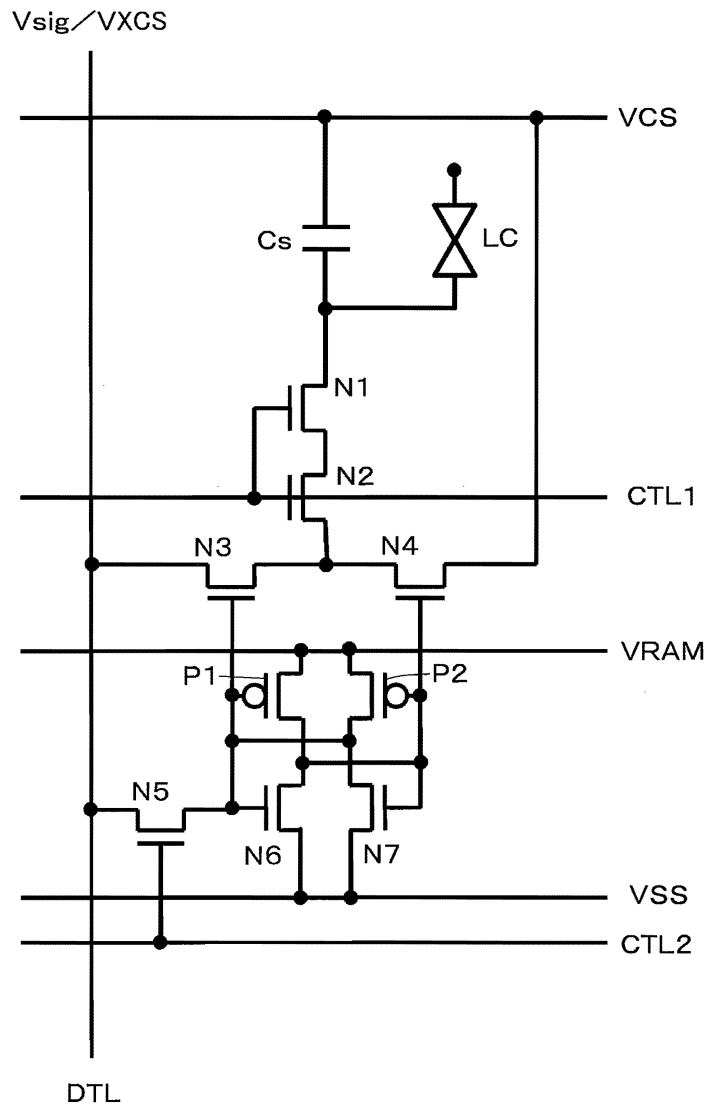 Vsig／VXCS
VCS
Cs
LC
N1
N2
CTL1
N3
N4
VRAM
P1
P2
N5
N6
N7
VSS
CTL2
DTL